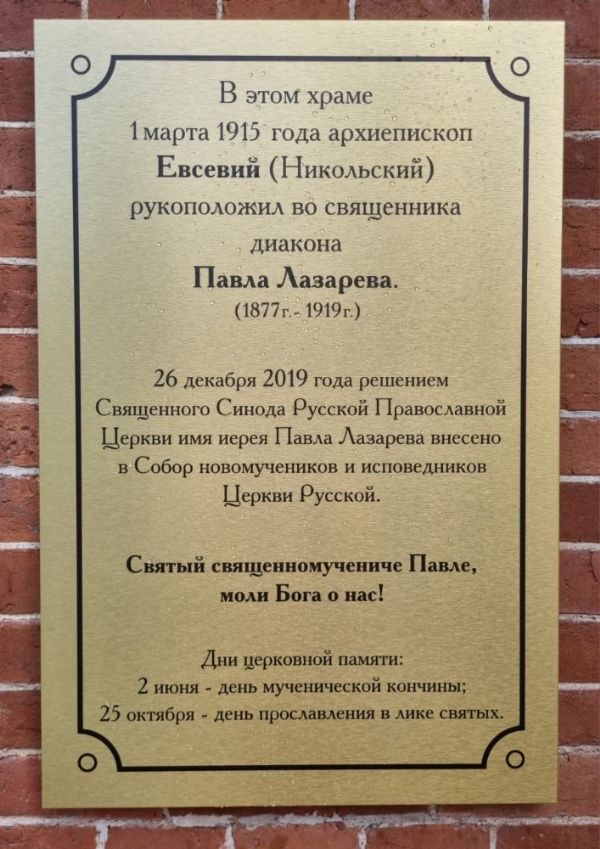 В этом храме
1 марта 1915 года архиепископ
Евсевий (Никольский)
рукоположил во священника
диакона
Павла Лазарева.
(1877г.- 1919г.)
26 декабря 2019 года решением
Священного Синода Русской Православной
Церкви имя иерея Павла Лазарева внесено
в Собор новомучеников и исповедников
Церкви Русской.
Святый священномучениче Павле,
моли Бога о нас!
Дни церковной памяти:
2 июня - день мученической кончины;
25 октября - день прославления в лике святых.